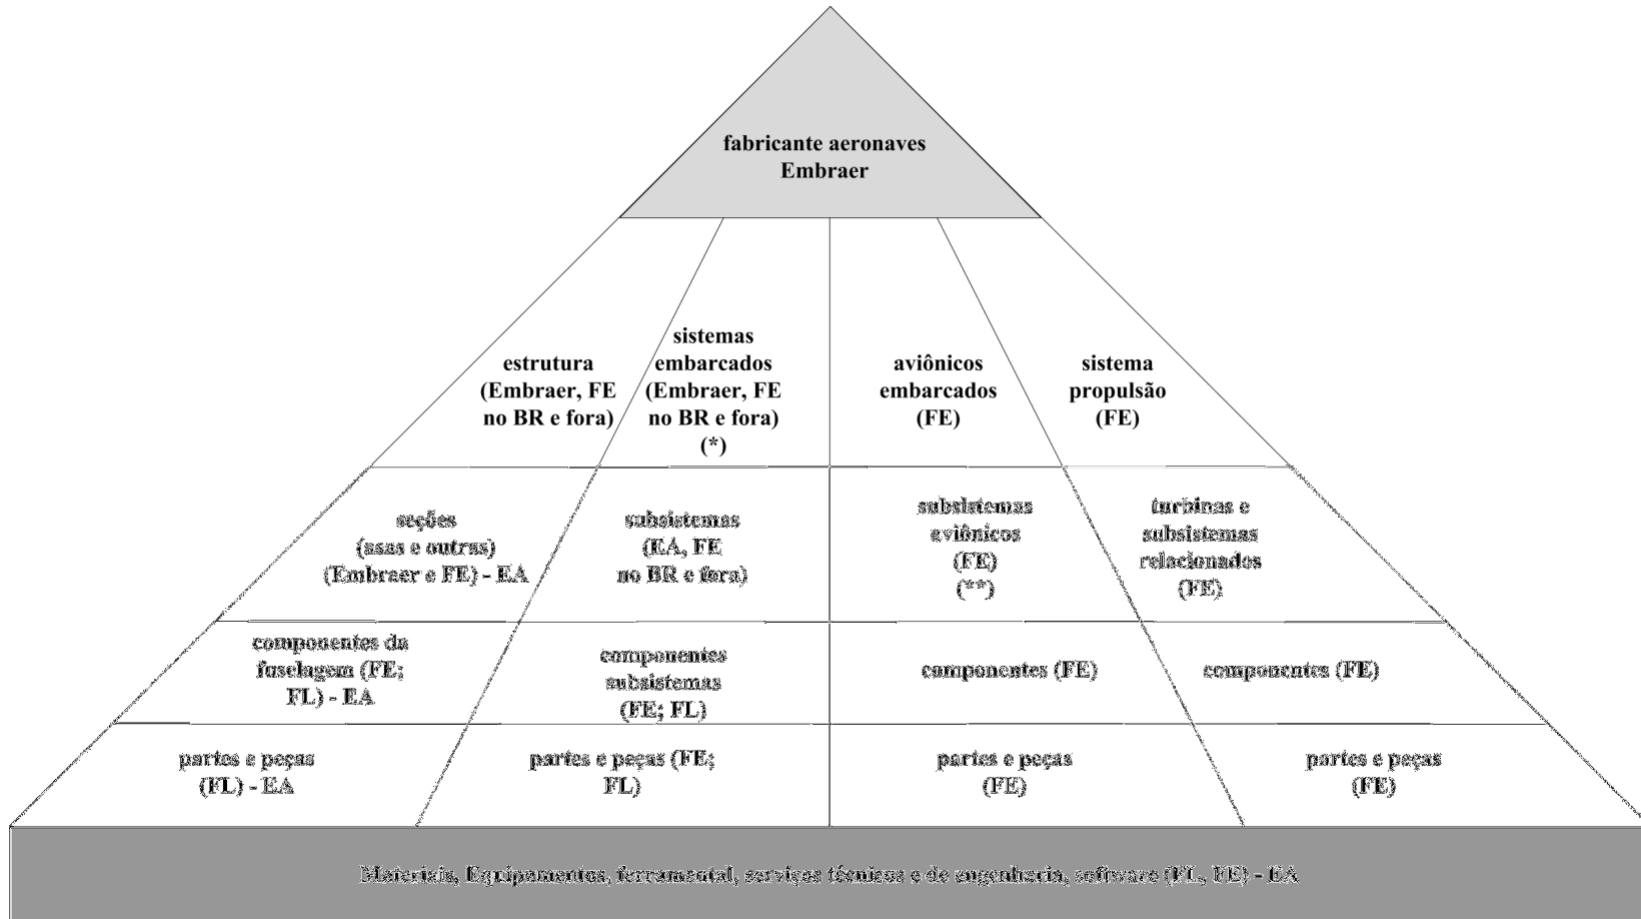 fabricante aeronaves
Embraer
estrutura
(Embraer, FE
no BR e fora)
sistemas
embarcados
(Embraer, FE
no BR e fora)
(*)
aviônicos
embarcados
(FE)
sistema
propulsão
(FE)
seções
(asas e outras)
(Embraer e FE) - EA
subsistemas
(EA, FE
no BR e fora)
subsistemas
aviônicos
(FE)
(**)
turbinas e
subsistemas
relacionados
(FE)
componentes da
fuselagem (FE;
FL) - EA
componentes
subsistemas
(FE; FL)
componentes (FE)
componentes (FE)
partes e peças
(FL) - EA
partes e peças (FE;
FL)
partes e peças
(FE)
partes e peças
(FE)
Materiais, Equipamentos, ferramental, serviços técnicos e de engenharia, software (FL, FE) - EA